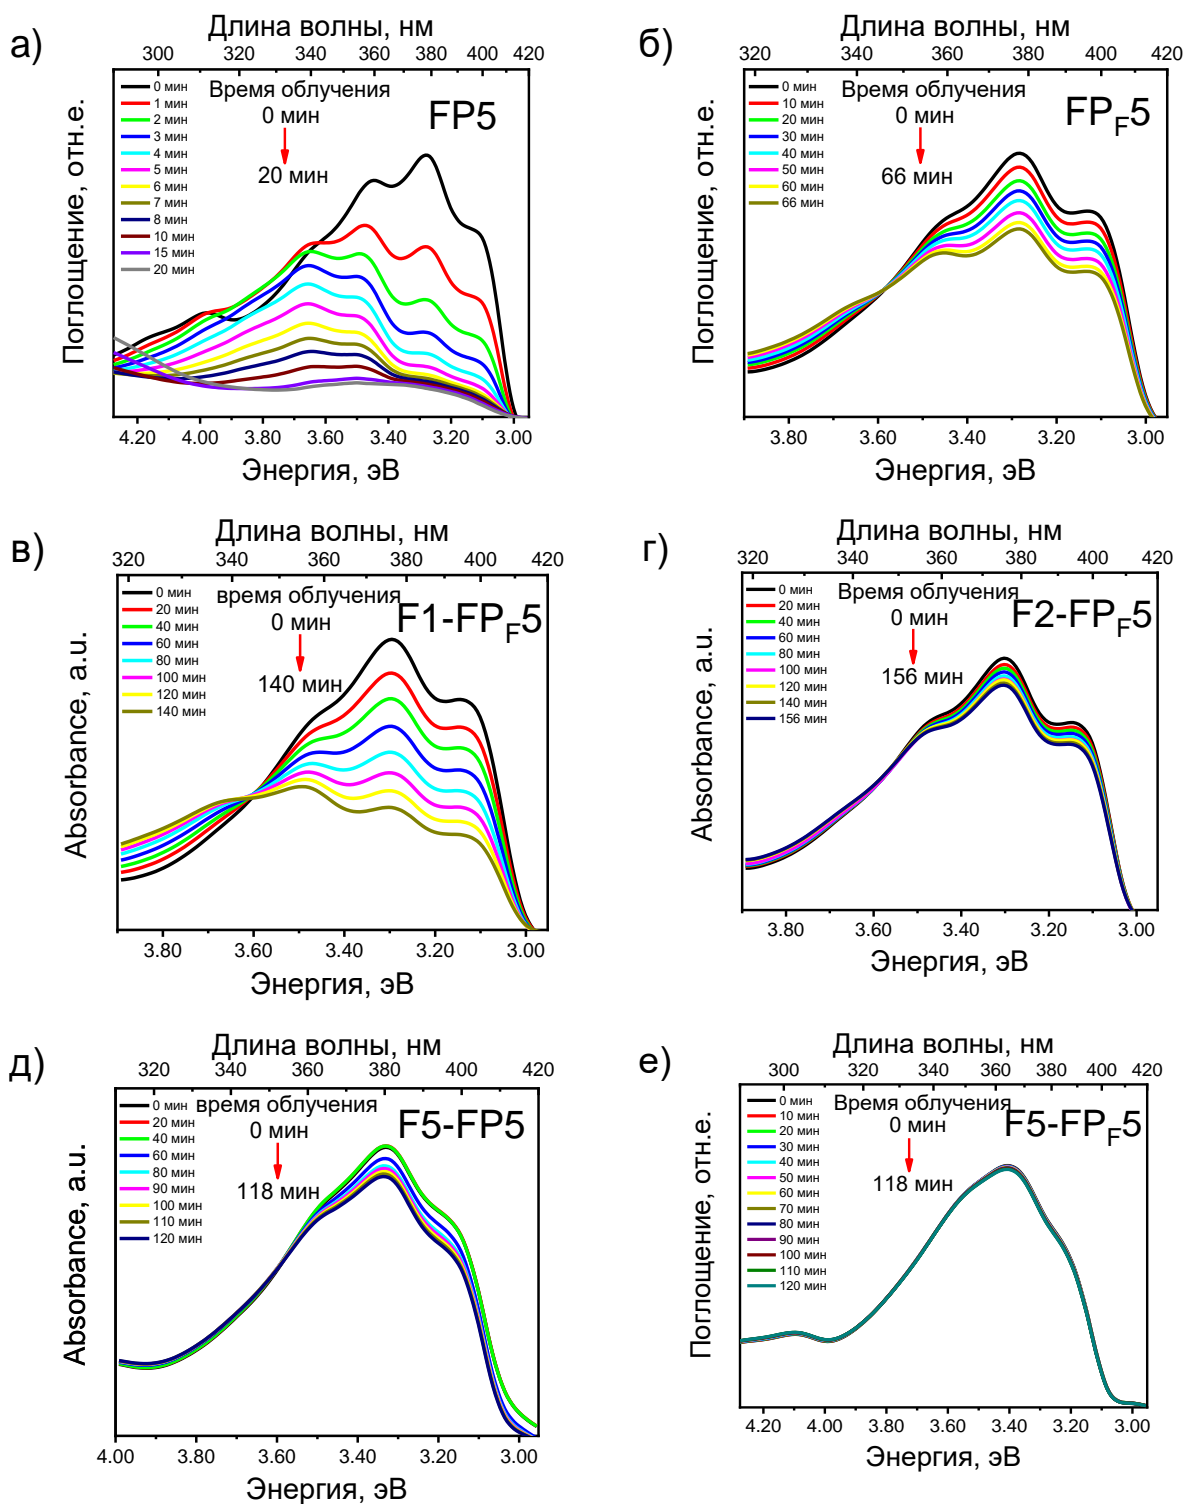 а)
Длина волны, нм
300 320 340 360 380 400 420
Поглощение, отн.е.
0 мин
1 мин
2 мин
3 мин
4 мин
5 мин
6 мин
7 мин
8 мин
10 мин
15 мин
20 мин
Время облучения
0 мин
20 мин
FP5
4.20 4.00 3.80 3.60 3.40 3.20 3.00
Энергия, эВ
б)
Длина волны, нм
320 340 360 380 400 420
Поглощение, отн.е.
0 мин
10 мин
20 мин
30 мин
40 мин
50 мин
60 мин
66 мин
Время облучения
0 мин
66 мин
FPF5
3.80 3.60 3.40 3.20 3.00
Энергия, эВ
в)
Длина волны, нм
320 340 360 380 400 420
Absorbance, a.u.
0 мин
20 мин
40 мин
60 мин
80 мин
100 мин
120 мин
140 мин
время облучения
0 мин
140 мин
F1-FPF5
3.80 3.60 3.40 3.20 3.00
Энергия, эВ
г)
Длина волны, нм
320 340 360 380 400 420
Absorbance, a.u.
0 мин
20 мин
40 мин
60 мин
80 мин
100 мин
120 мин
140 мин
156 мин
Время облучения
0 мин
156 мин
F2-FPF5
3.80 3.60 3.40 3.20 3.00
Энергия, эВ
д)
Длина волны, нм
320 340 360 380 400 420
Absorbance, a.u.
0 мин
20 мин
40 мин
60 мин
80 мин
90 мин
100 мин
110 мин
120 мин
время облучения
0 мин
118 мин
F5-FP5
4.00 3.80 3.60 3.40 3.20 3.00
Энергия, эВ
е)
Длина волны, нм
300 320 340 360 380 400 420
Поглощение, отн.е.
0 мин
10 мин
20 мин
30 мин
40 мин
50 мин
60 мин
70 мин
80 мин
90 мин
100 мин
110 мин
120 мин
Время облучения
0 мин
118 мин
F5-FPF5
4.20 4.00 3.80 3.60 3.40 3.20 3.00
Энергия, эВ